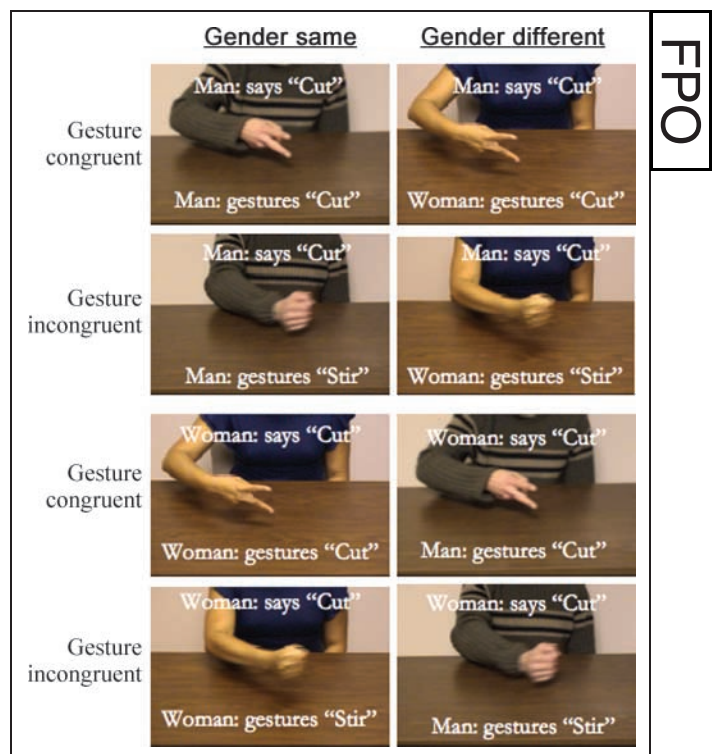 Gender same
Gender different
FPO
Gesture
congruent
Man: says “Cut”
Man: gestures “Cut”
Man: says “Cut”
Woman: gestures “Cut”
Gesture
incongruent
Man: says “Cut”
Man: gestures “Stir”
Man: says “Cut”
Woman: gestures “Stir”
Gesture
congruent
Woman: says “Cut”
Woman: gestures “Cut”
Woman: says “Cut”
Man: gestures “Cut”
Gesture
incongruent
Woman: says “Cut”
Woman: gestures “Stir”
Woman: says “Cut”
Man: gestures “Stir”